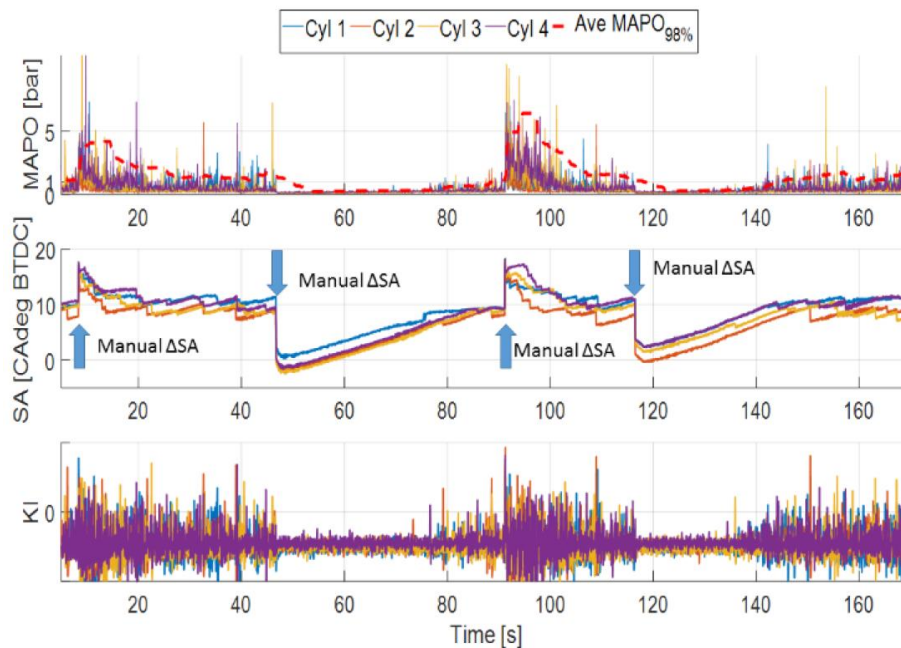 Cyl 1 Cyl 2 Cyl 3 Cyl 4 Ave MAPO98%
MAPO [bar]
5
1
0
20 40 60 80 100 120 140 160
SA [CAdeg BTDC]
20
10
0
Manual ΔSA
Manual ΔSA
Manual ΔSA
Manual ΔSA
20 40 60 80 100 120 140 160
KI
0
20 40 60 80 100 120 140 160
Time [s]